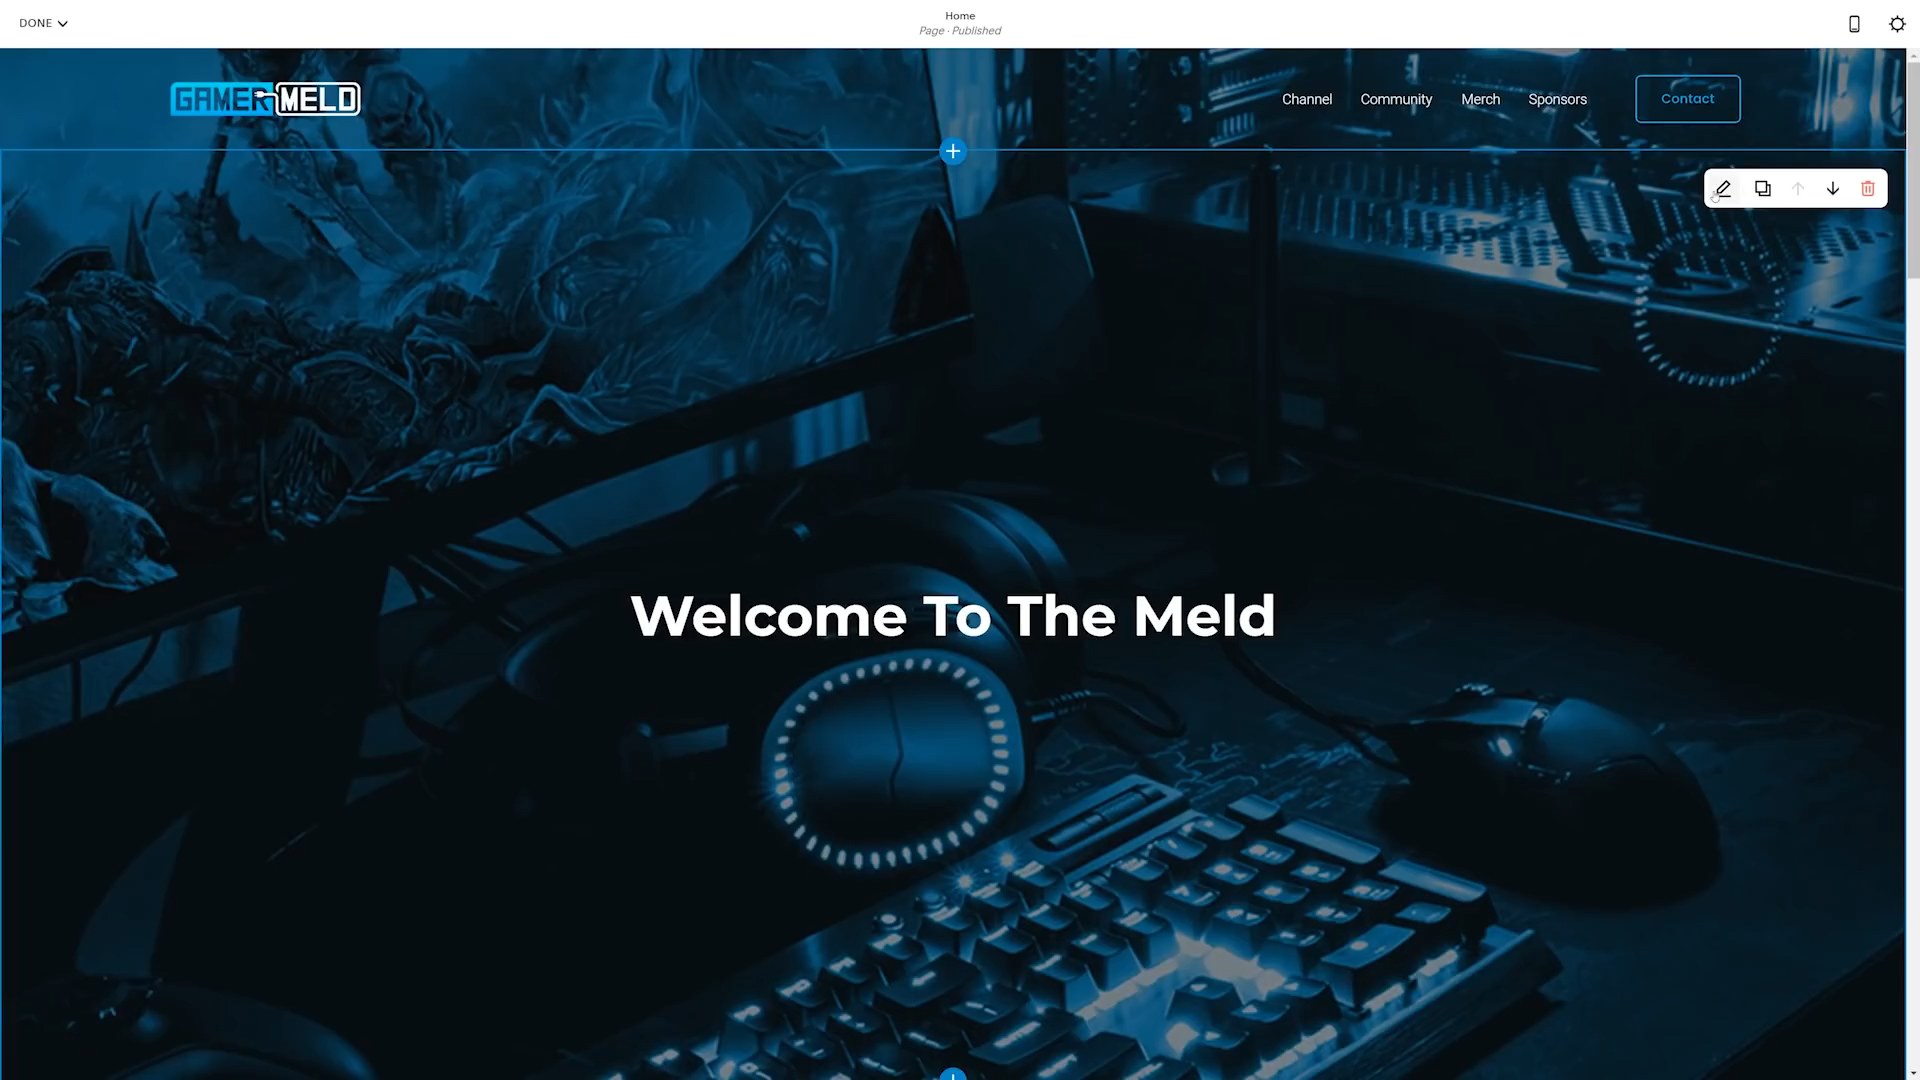 DONE
Home
Page · Published
GAMER MELD
Channel
Community
Merch
Sponsors
Contact
Welcome To The Meld